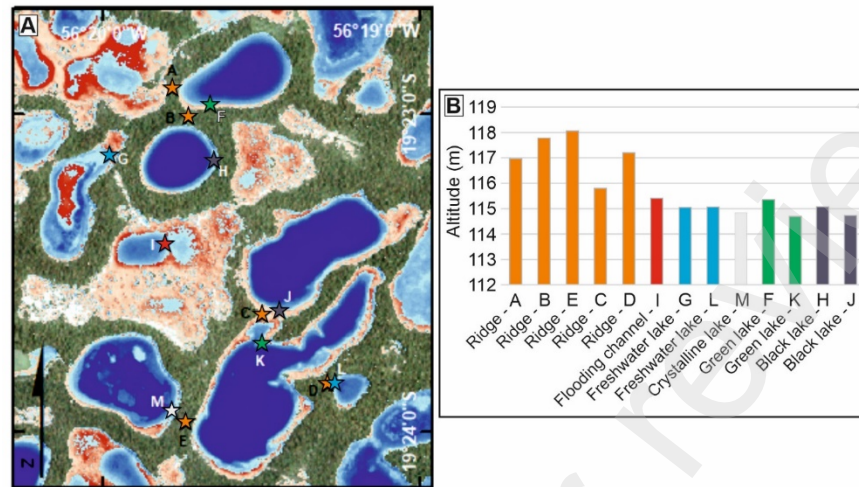 A
56°20'0"W
56°19'0"W
19°23'0"S
19°24'0"S
A
B
F
G
H
I
C
J
K
D
L
M
E
N
B
119
118
117
116
115
114
113
112
Altitude (m)
Ridge - A
Ridge - B
Ridge - E
Ridge - C
Ridge - D
Flooding channel - I
Freshwater lake - G
Freshwater lake - L
Crystalline lake - M
Green lake - F
Green lake - K
Black lake - H
Black lake - J